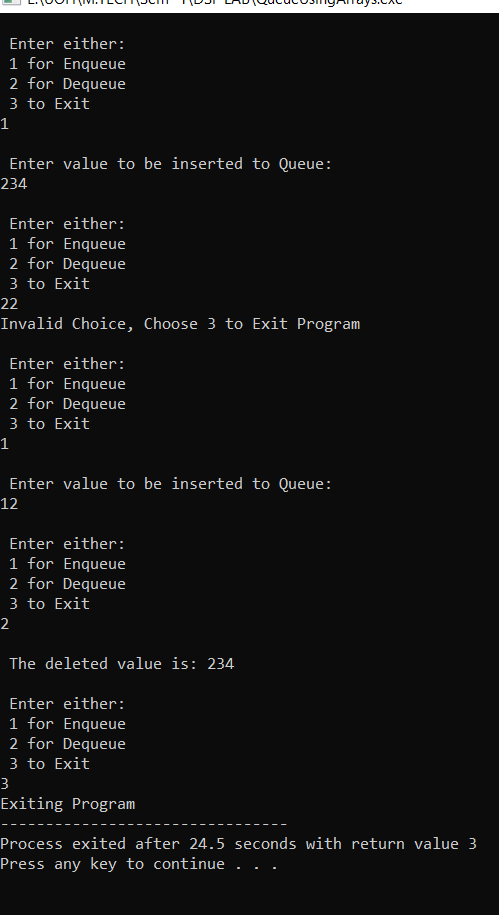 E:\UOH\M.TECH\Sem - I\DSP LAB\QueueUsingArrays.exe
Enter either:
1 for Enqueue
2 for Dequeue
3 to Exit
1
Enter value to be inserted to Queue:
234
Enter either:
1 for Enqueue
2 for Dequeue
3 to Exit
22
Invalid Choice, Choose 3 to Exit Program
Enter either:
1 for Enqueue
2 for Dequeue
3 to Exit
1
Enter value to be inserted to Queue:
12
Enter either:
1 for Enqueue
2 for Dequeue
3 to Exit
2
The deleted value is: 234
Enter either:
1 for Enqueue
2 for Dequeue
3 to Exit
3
Exiting Program
--------------------------------
Process exited after 24.5 seconds with return value 3
Press any key to continue . . .